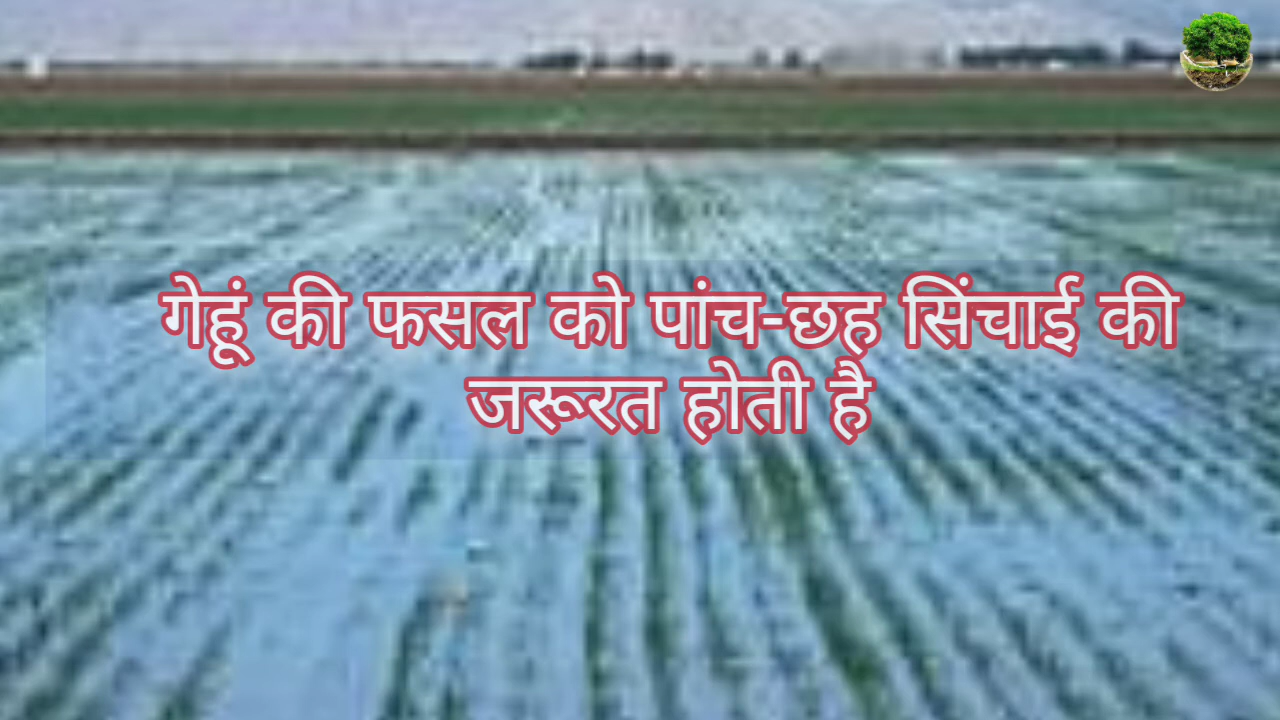 गेहूं की फसल को पांच-छह सिंचाई की
जरूरत होती है